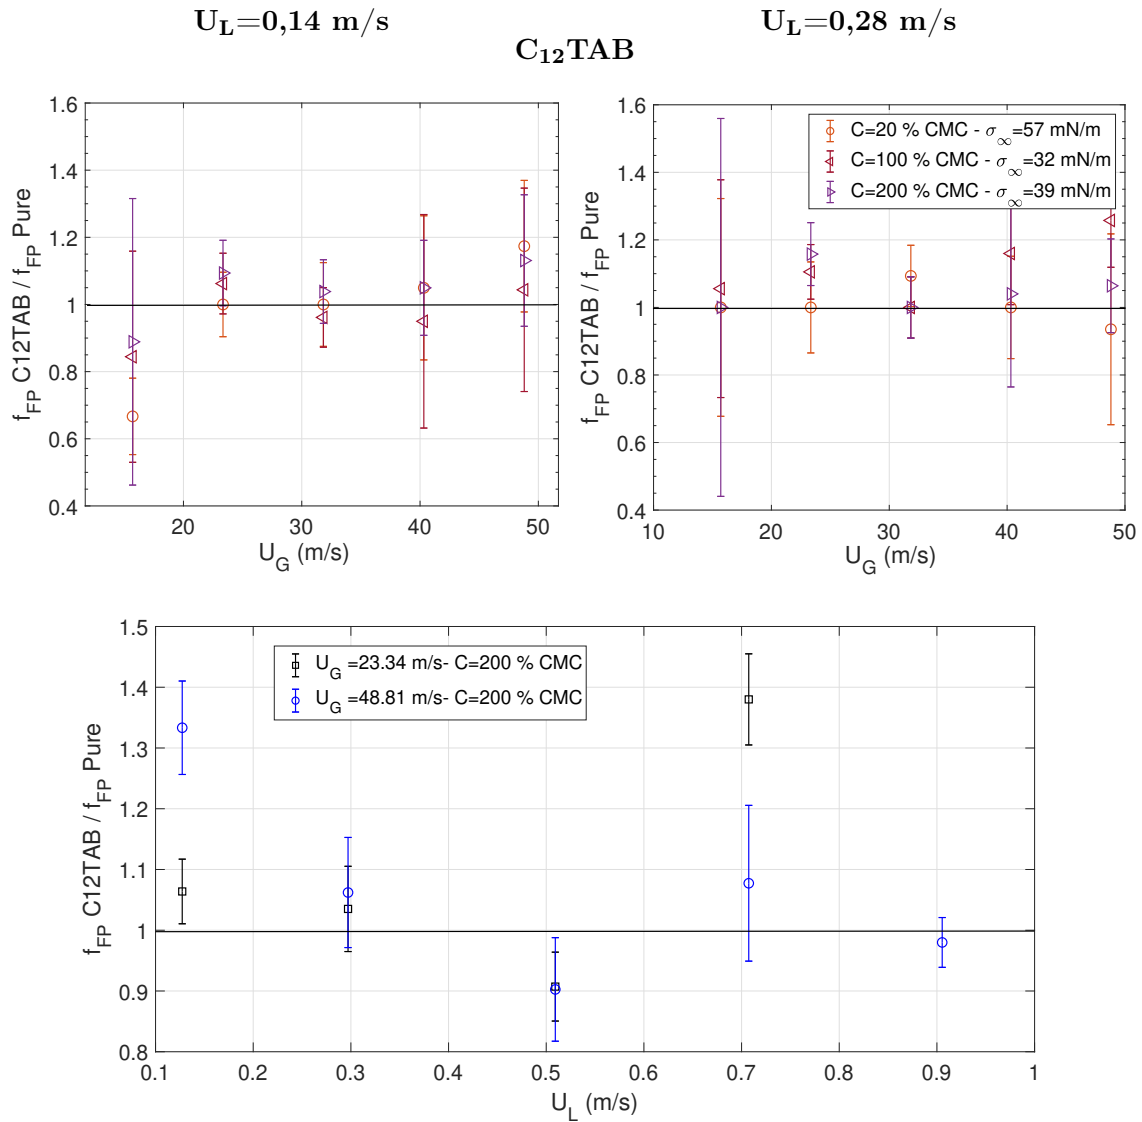 U_L=0,14 m/s
U_L=0,28 m/s
C₁₂TAB
f_FP C12TAB / f_FP Pure
1.6
1.4
1.2
1
0.8
0.6
0.4
20
30
40
50
U_G (m/s)
f_FP C12TAB / f_FP Pure
1.6
1.4
1.2
1
0.8
0.6
0.4
C=20 % CMC - σ_∞=57 mN/m
C=100 % CMC - σ_∞=32 mN/m
C=200 % CMC - σ_∞=39 mN/m
10
20
30
40
50
U_G (m/s)
f_FP C12TAB / f_FP Pure
1.5
1.4
1.3
1.2
1.1
1
0.9
0.8
U_G =23.34 m/s- C=200 % CMC
U_G =48.81 m/s- C=200 % CMC
0.1
0.2
0.3
0.4
0.5
0.6
0.7
0.8
0.9
1
U_L (m/s)